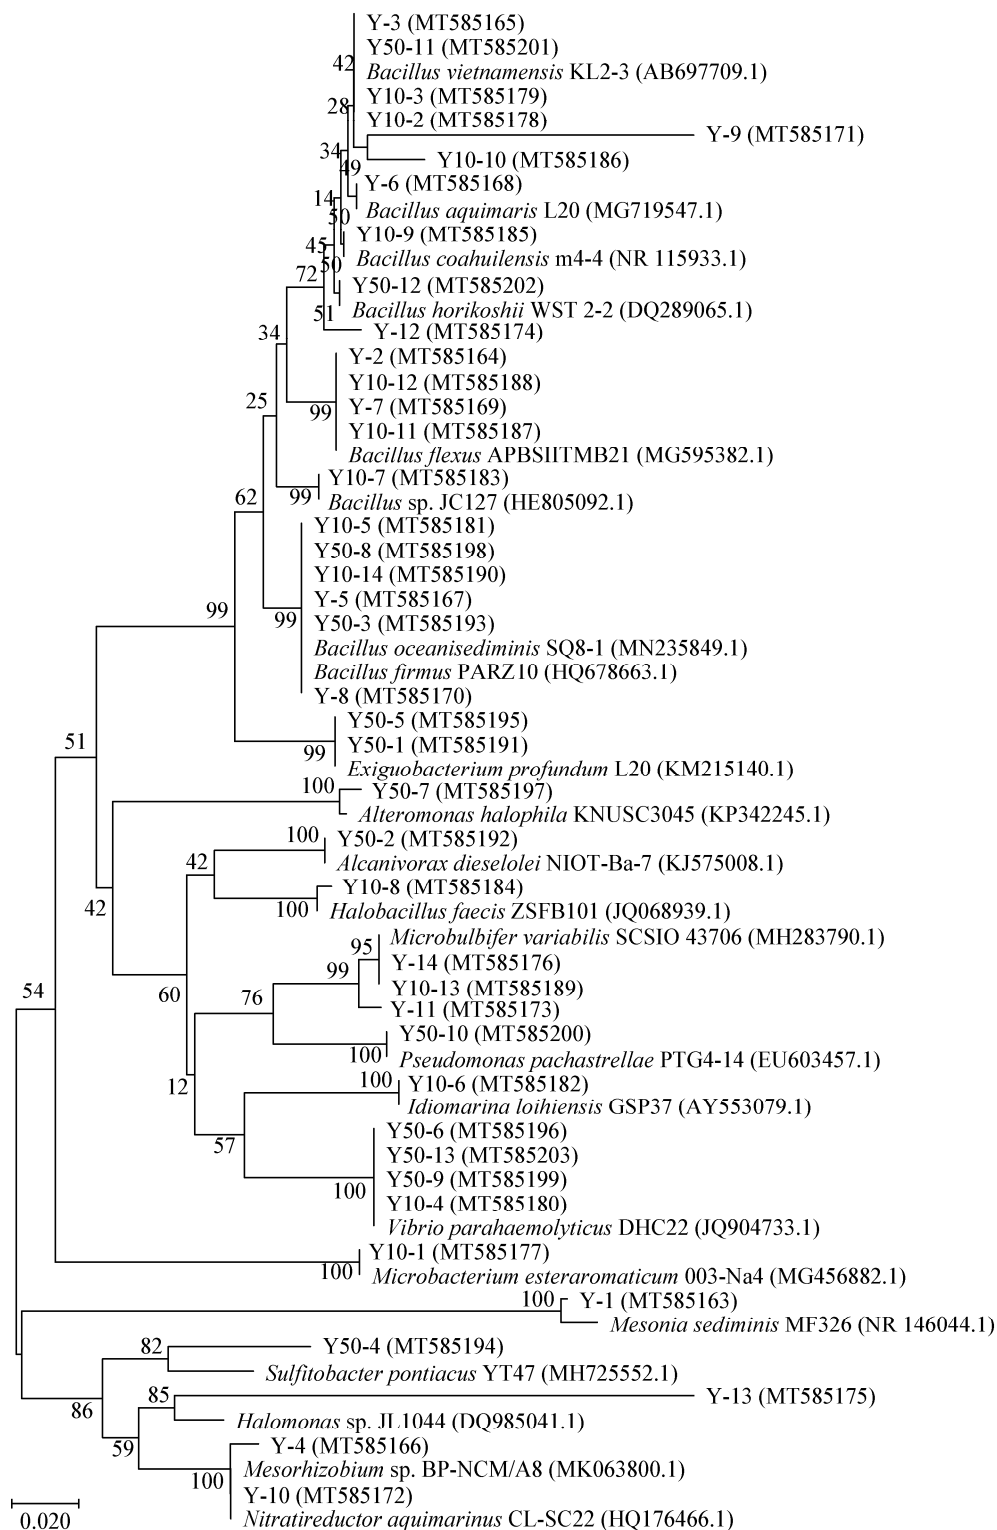 Y-3 (MT585165)
Y50-11 (MT585201)
42
Bacillus vietnamensis KL2-3 (AB697709.1)
Y10-3 (MT585179)
28
Y10-2 (MT585178)
Y-9 (MT585171)
34
Y10-10 (MT585186)
49
Y-6 (MT585168)
14
Bacillus aquimaris L20 (MG719547.1)
50
Y10-9 (MT585185)
45
Bacillus coahuilensis m4-4 (NR 115933.1)
50
72
Y50-12 (MT585202)
Bacillus horikoshii WST 2-2 (DQ289065.1)
51
Y-12 (MT585174)
34
Y-2 (MT585164)
Y10-12 (MT585188)
25
Y-7 (MT585169)
99
Y10-11 (MT585187)
Bacillus flexus APBSIITMB21 (MG595382.1)
Y10-7 (MT585183)
62
99
Bacillus sp. JC127 (HE805092.1)
Y10-5 (MT585181)
Y50-8 (MT585198)
Y10-14 (MT585190)
Y-5 (MT585167)
99
99
Y50-3 (MT585193)
Bacillus oceanisediminis SQ8-1 (MN235849.1)
Bacillus firmus PARZ10 (HQ678663.1)
Y-8 (MT585170)
Y50-5 (MT585195)
51
Y50-1 (MT585191)
99
Exiguobacterium profundum L20 (KM215140.1)
100
Y50-7 (MT585197)
Alteromonas halophila KNUSC3045 (KP342245.1)
100
Y50-2 (MT585192)
42
Alcanivorax dieselolei NIOT-Ba-7 (KJ575008.1)
Y10-8 (MT585184)
42
100
Halobacillus faecis ZSFB101 (JQ068939.1)
Microbulbifer variabilis SCSIO 43706 (MH283790.1)
95
Y-14 (MT585176)
99
Y10-13 (MT585189)
54
60
76
Y-11 (MT585173)
Y50-10 (MT585200)
100
Pseudomonas pachastrellae PTG4-14 (EU603457.1)
12
100
Y10-6 (MT585182)
Idiomarina loihiensis GSP37 (AY553079.1)
Y50-6 (MT585196)
57
Y50-13 (MT585203)
Y50-9 (MT585199)
100
Y10-4 (MT585180)
Vibrio parahaemolyticus DHC22 (JQ904733.1)
Y10-1 (MT585177)
100
Microbacterium esteraromaticum 003-Na4 (MG456882.1)
100
Y-1 (MT585163)
Mesonia sediminis MF326 (NR 146044.1)
82
Y50-4 (MT585194)
Sulfitobacter pontiacus YT47 (MH725552.1)
85
Y-13 (MT585175)
86
Halomonas sp. JL1044 (DQ985041.1)
59
Y-4 (MT585166)
Mesorhizobium sp. BP-NCM/A8 (MK063800.1)
100
Y-10 (MT585172)
Nitratireductor aquimarinus CL-SC22 (HQ176466.1)
0.020